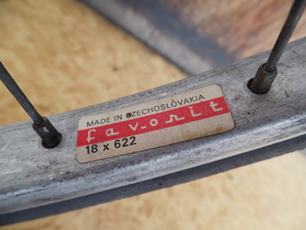 MADE IN CZECHOSLOVAKIA
favorit
18 x 622